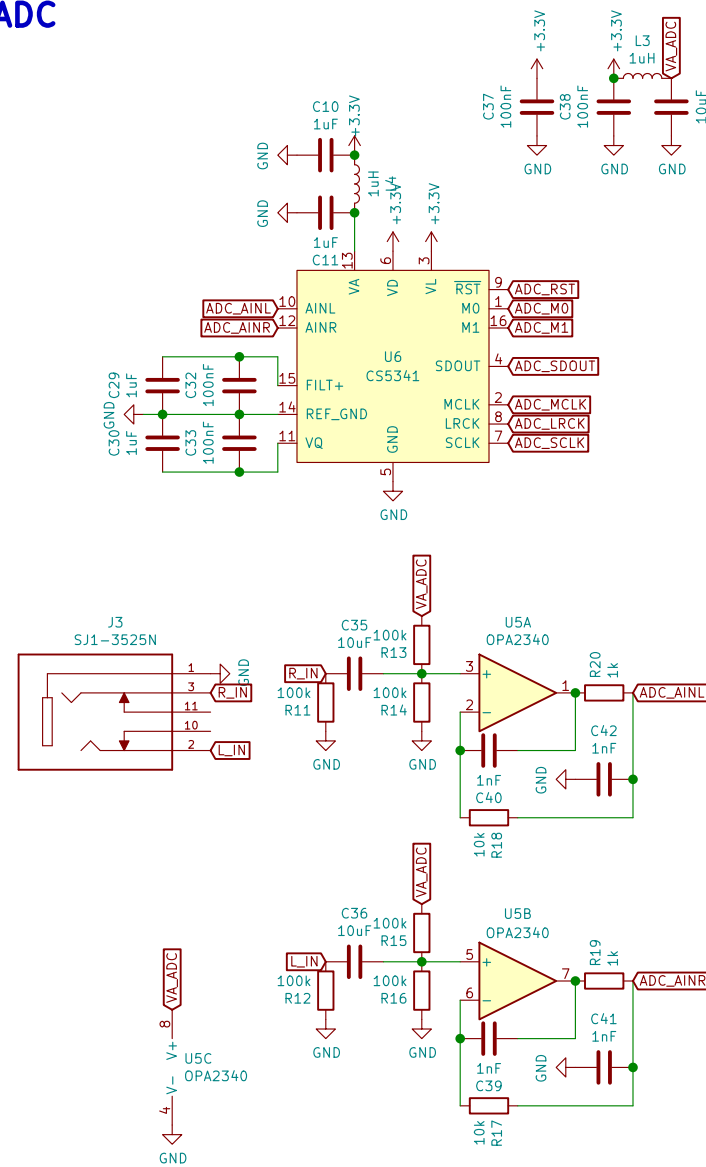 ADC
+3.3V
+3.3V
L3
1uH
VA_ADC
C37
100nF
C38
100nF
10uF
GND
GND
GND
C10
1uF
+3.3V
GND
1uH
L4
+3.3V
+3.3V
GND
1uF
C11
13
6
3
VA
VD
VL
RST
9
ADC_RST
ADC_AINL
10
AINL
M0
1
ADC_M0
ADC_AINR
12
AINR
M1
16
ADC_M1
U6
CS5341
SDOUT
4
ADC_SDOUT
C29
1uF
C32
100nF
15
FILT+
GND
14
REF_GND
MCLK
2
ADC_MCLK
LRCK
8
ADC_LRCK
C30
1uF
C33
100nF
11
VQ
GND
SCLK
7
ADC_SCLK
5
GND
J3
SJ1-3525N
1
GND
3
R_IN
11
10
2
L_IN
VA_ADC
C35
10uF
100k
R13
U5A
OPA2340
R_IN
100k
R11
100k
R14
3
+
2
-
1
R20
1k
ADC_AINL
GND
GND
1nF
C40
GND
C42
1nF
10k
R18
VA_ADC
C36
10uF
100k
R15
U5B
OPA2340
L_IN
100k
R12
100k
R16
5
+
6
-
7
R19
1k
ADC_AINR
GND
GND
1nF
C39
GND
C41
1nF
10k
R17
VA_ADC
8
V+
U5C
OPA2340
V-
4
GND